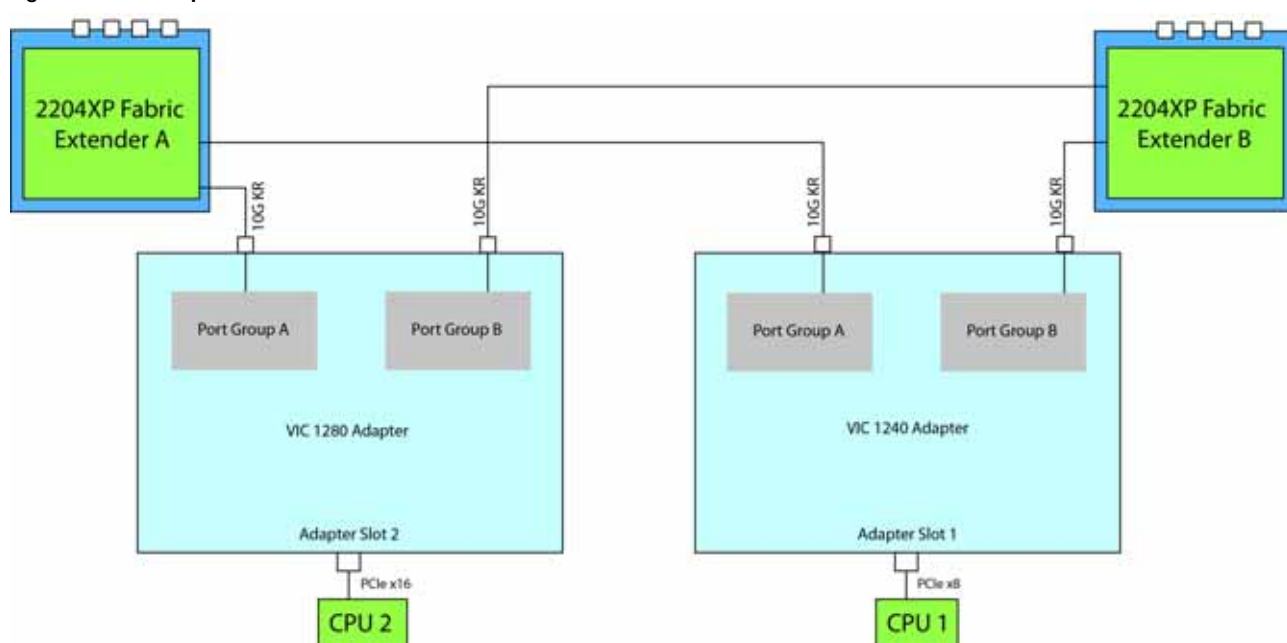 2204XP Fabric
Extender A
2204XP Fabric
Extender B
10G KR
10G KR
10G KR
10G KR
Port Group A
Port Group B
Port Group A
Port Group B
VIC 1280 Adapter
VIC 1240 Adapter
Adapter Slot 2
Adapter Slot 1
PCIe x16
PCIe x8
CPU 2
CPU 1